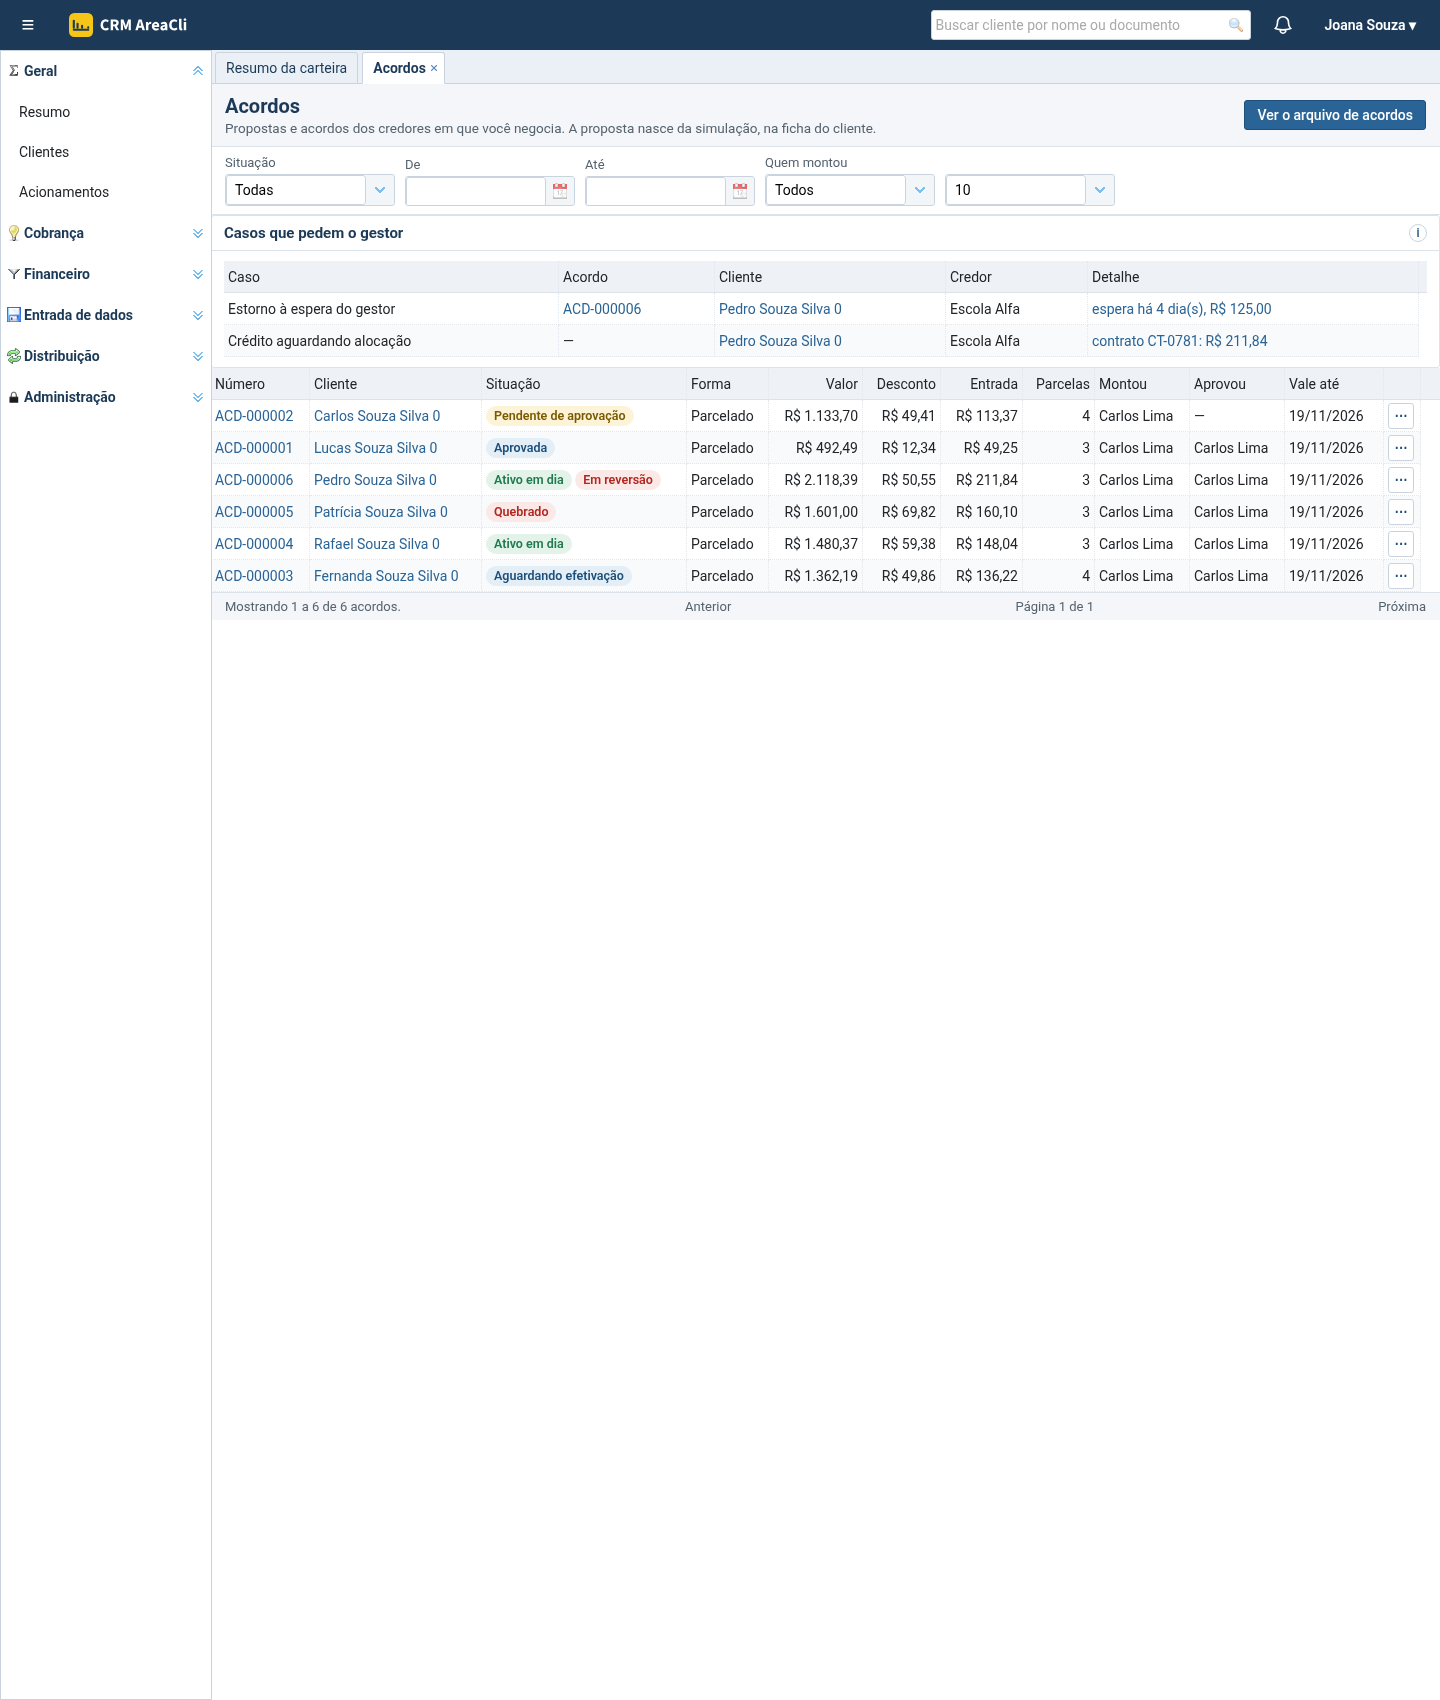 ≡ CRM AreaCli Buscar cliente por nome ou documento Joana Souza ▾
Σ Geral
Resumo
Clientes
Acionamentos
Cobrança
Financeiro
Entrada de dados
Distribuição
Administração
Resumo da carteira Acordos ×
Acordos
Propostas e acordos dos credores em que você negocia. A proposta nasce da simulação, na ficha do cliente.
Ver o arquivo de acordos
Situação De Até Quem montou
Todas Todos 10
Casos que pedem o gestor i
Caso Acordo Cliente Credor Detalhe
Estorno à espera do gestor ACD-000006 Pedro Souza Silva 0 Escola Alfa espera há 4 dia(s), R$ 125,00
Crédito aguardando alocação — Pedro Souza Silva 0 Escola Alfa contrato CT-0781: R$ 211,84
Número Cliente Situação Forma Valor Desconto Entrada Parcelas Montou Aprovou Vale até
ACD-000002 Carlos Souza Silva 0 Pendente de aprovação Parcelado R$ 1.133,70 R$ 49,41 R$ 113,37 4 Carlos Lima — 19/11/2026 ···
ACD-000001 Lucas Souza Silva 0 Aprovada Parcelado R$ 492,49 R$ 12,34 R$ 49,25 3 Carlos Lima Carlos Lima 19/11/2026 ···
ACD-000006 Pedro Souza Silva 0 Ativo em dia Em reversão Parcelado R$ 2.118,39 R$ 50,55 R$ 211,84 3 Carlos Lima Carlos Lima 19/11/2026 ···
ACD-000005 Patrícia Souza Silva 0 Quebrado Parcelado R$ 1.601,00 R$ 69,82 R$ 160,10 3 Carlos Lima Carlos Lima 19/11/2026 ···
ACD-000004 Rafael Souza Silva 0 Ativo em dia Parcelado R$ 1.480,37 R$ 59,38 R$ 148,04 3 Carlos Lima Carlos Lima 19/11/2026 ···
ACD-000003 Fernanda Souza Silva 0 Aguardando efetivação Parcelado R$ 1.362,19 R$ 49,86 R$ 136,22 4 Carlos Lima Carlos Lima 19/11/2026 ···
Mostrando 1 a 6 de 6 acordos. Anterior Página 1 de 1 Próxima